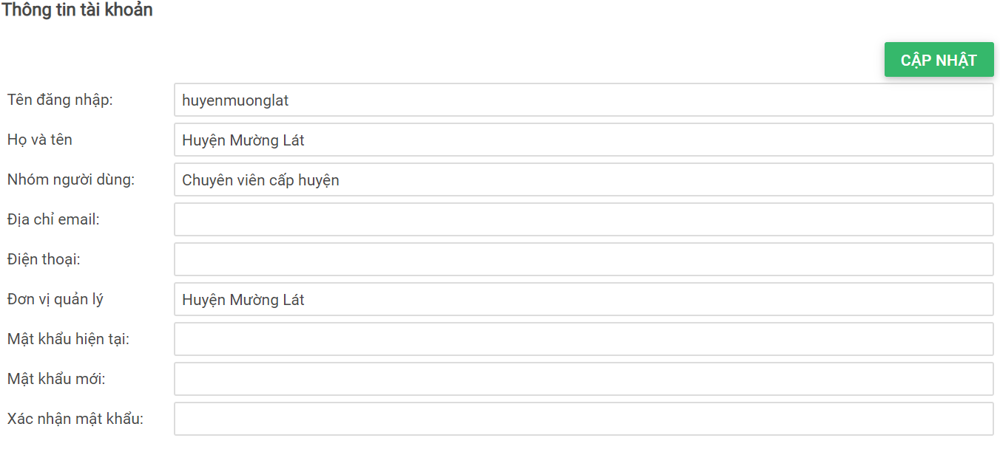 Thông tin tài khoản
CẬP NHẬT
Tên đăng nhập: huyenmuonglat
Họ và tên Huyện Mường Lát
Nhóm người dùng: Chuyên viên cấp huyện
Địa chỉ email:
Điện thoại:
Đơn vị quản lý Huyện Mường Lát
Mật khẩu hiện tại:
Mật khẩu mới:
Xác nhận mật khẩu: